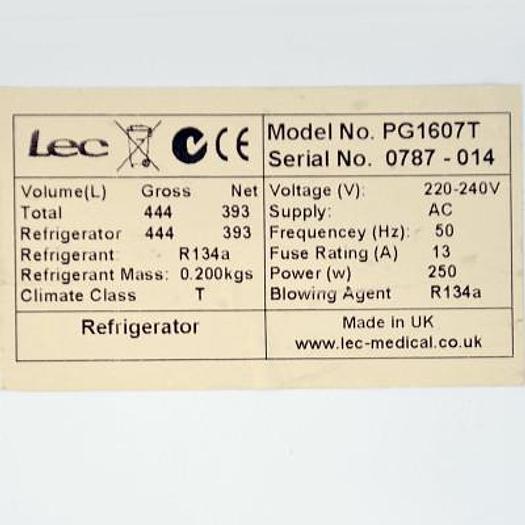 Lec CE
Model No. PG1607T
Serial No. 0787 - 014
Volume(L) Gross Net
Total 444 393
Refrigerator 444 393
Refrigerant R134a
Refrigerant Mass: 0.200kgs
Climate Class T
Voltage (V): 220-240V
Supply: AC
Frequencey (Hz): 50
Fuse Rating (A) 13
Power (w) 250
Blowing Agent R134a
Refrigerator
Made in UK
www.lec-medical.co.uk